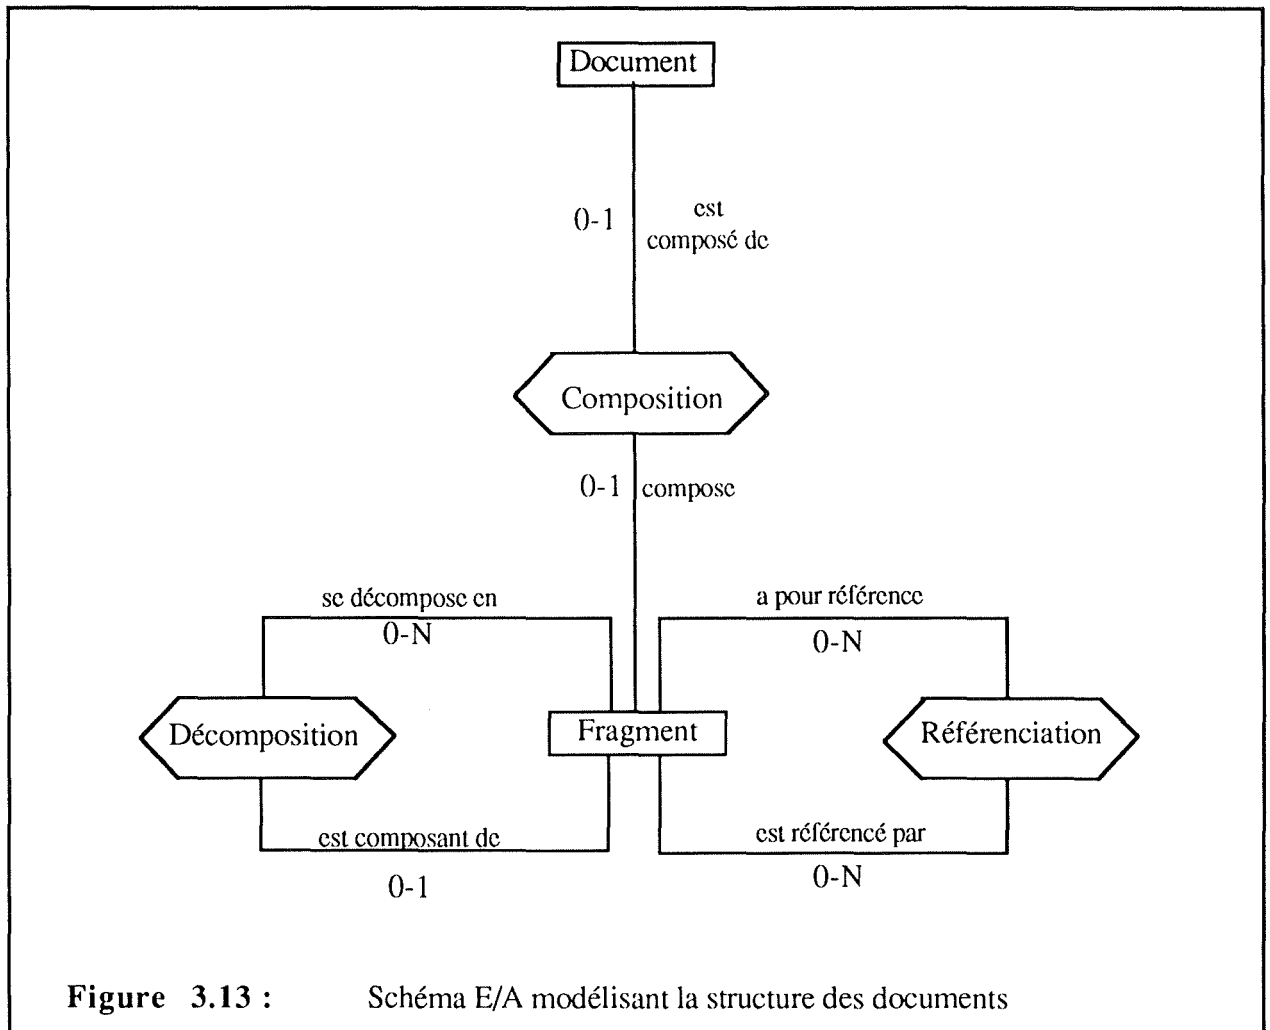 Document
0-1
est
composé de
Composition
0-1 compose
se décompose en
0-N
a pour référence
0-N
Décomposition
Fragment
Référenciation
est composant de
0-1
est référencé par
0-N
Figure 3.13 : Schéma E/A modélisant la structure des documents